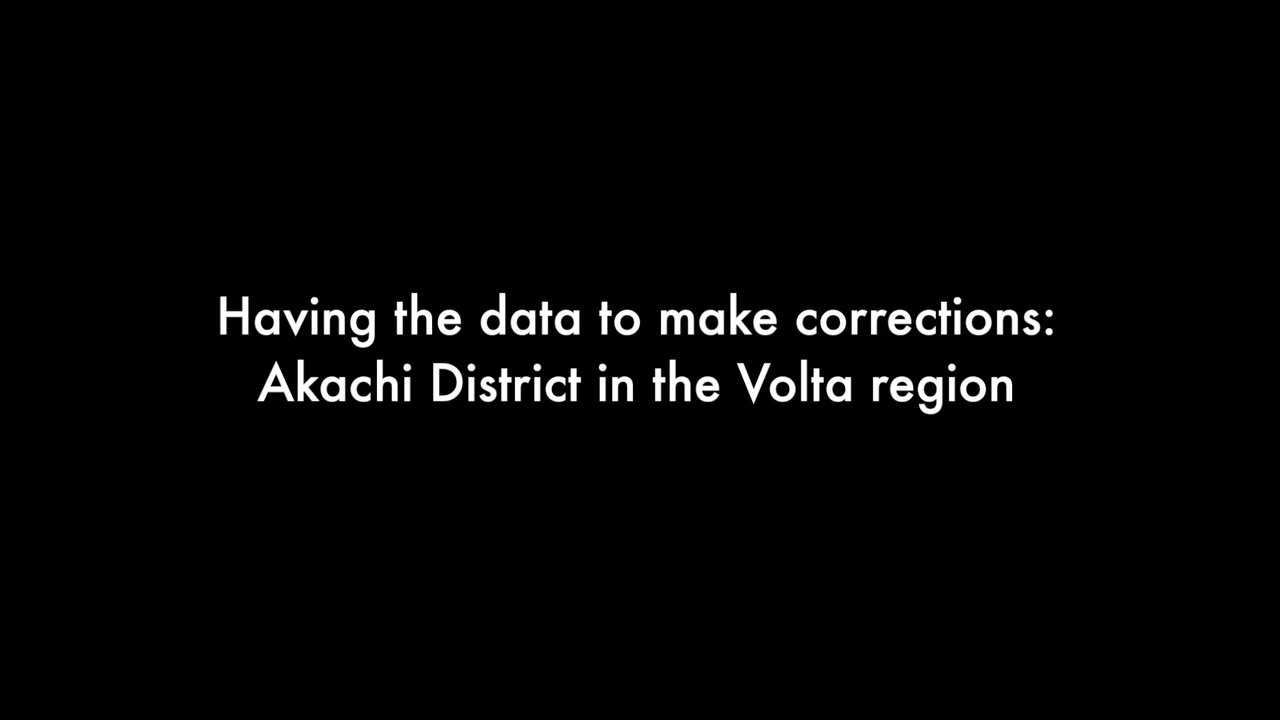 Having the data to make corrections:
Akachi District in the Volta region